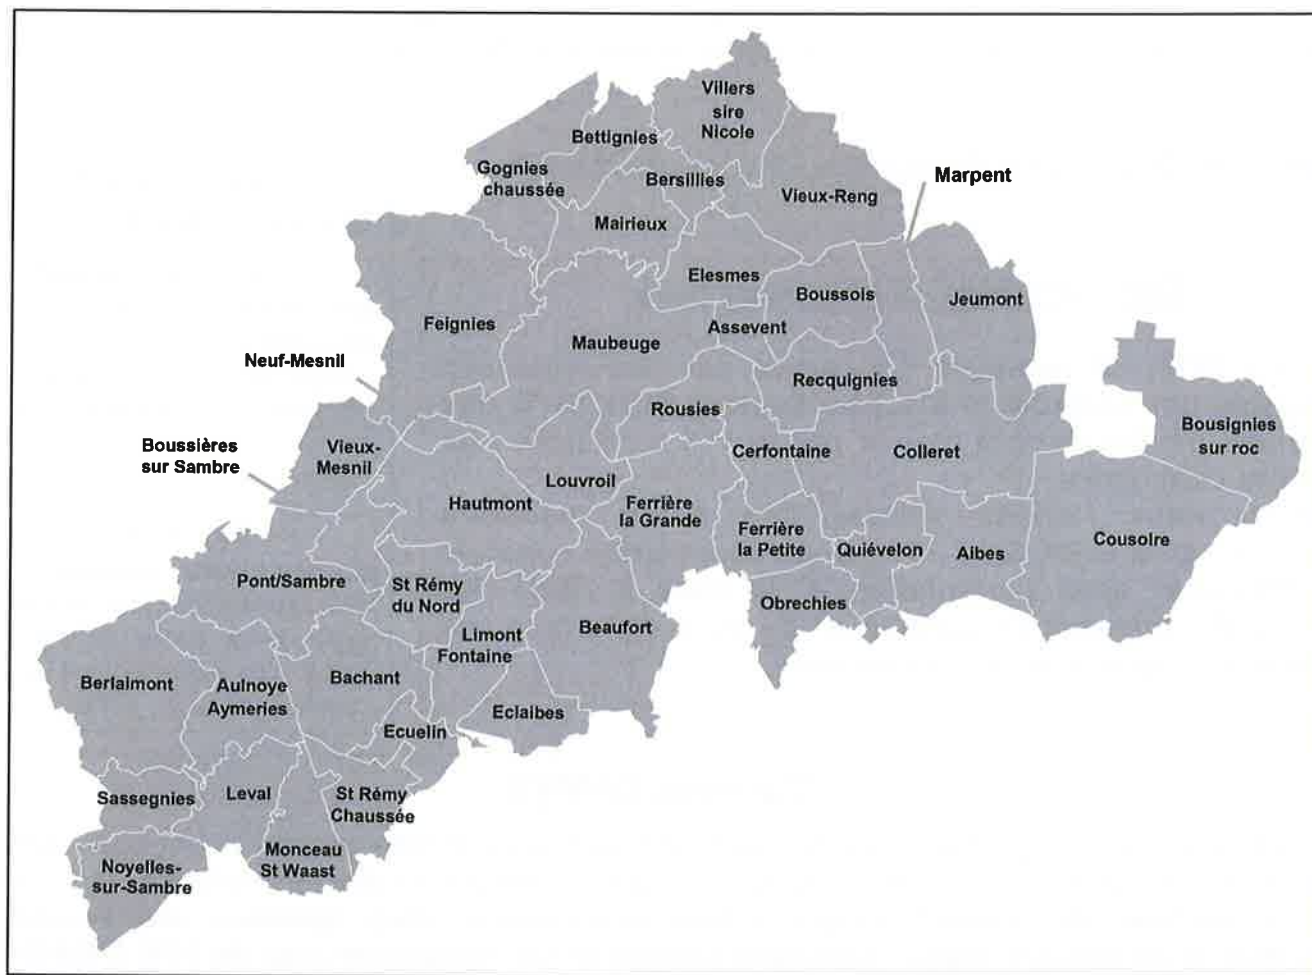 Villers
sire
Nicole
Bettignies
Gognies
chaussée
Bersillies
Vieux-Reng
Marpent
Mairieux
Elesmes
Boussois
Jeumont
Feignies
Assevent
Maubeuge
Neuf-Mesnil
Recquignies
Rousies
Bousignies
sur roc
Boussières
sur Sambre
Vieux-
Mesnil
Cerfontaine
Colleret
Louvroil
Hautmont
Ferrière
la Grande
Ferrière
la Petite
Quiévelon
Aibes
Cousolre
Pont/Sambre
St Rémy
du Nord
Obrechies
Limont
Fontaine
Beaufort
Berlaimont
Aulnoye
Aymeries
Bachant
Eclaibes
Ecuelin
Sassegnies
Leval
St Rémy
Chaussée
Monceau
St Waast
Noyelles-
sur-Sambre